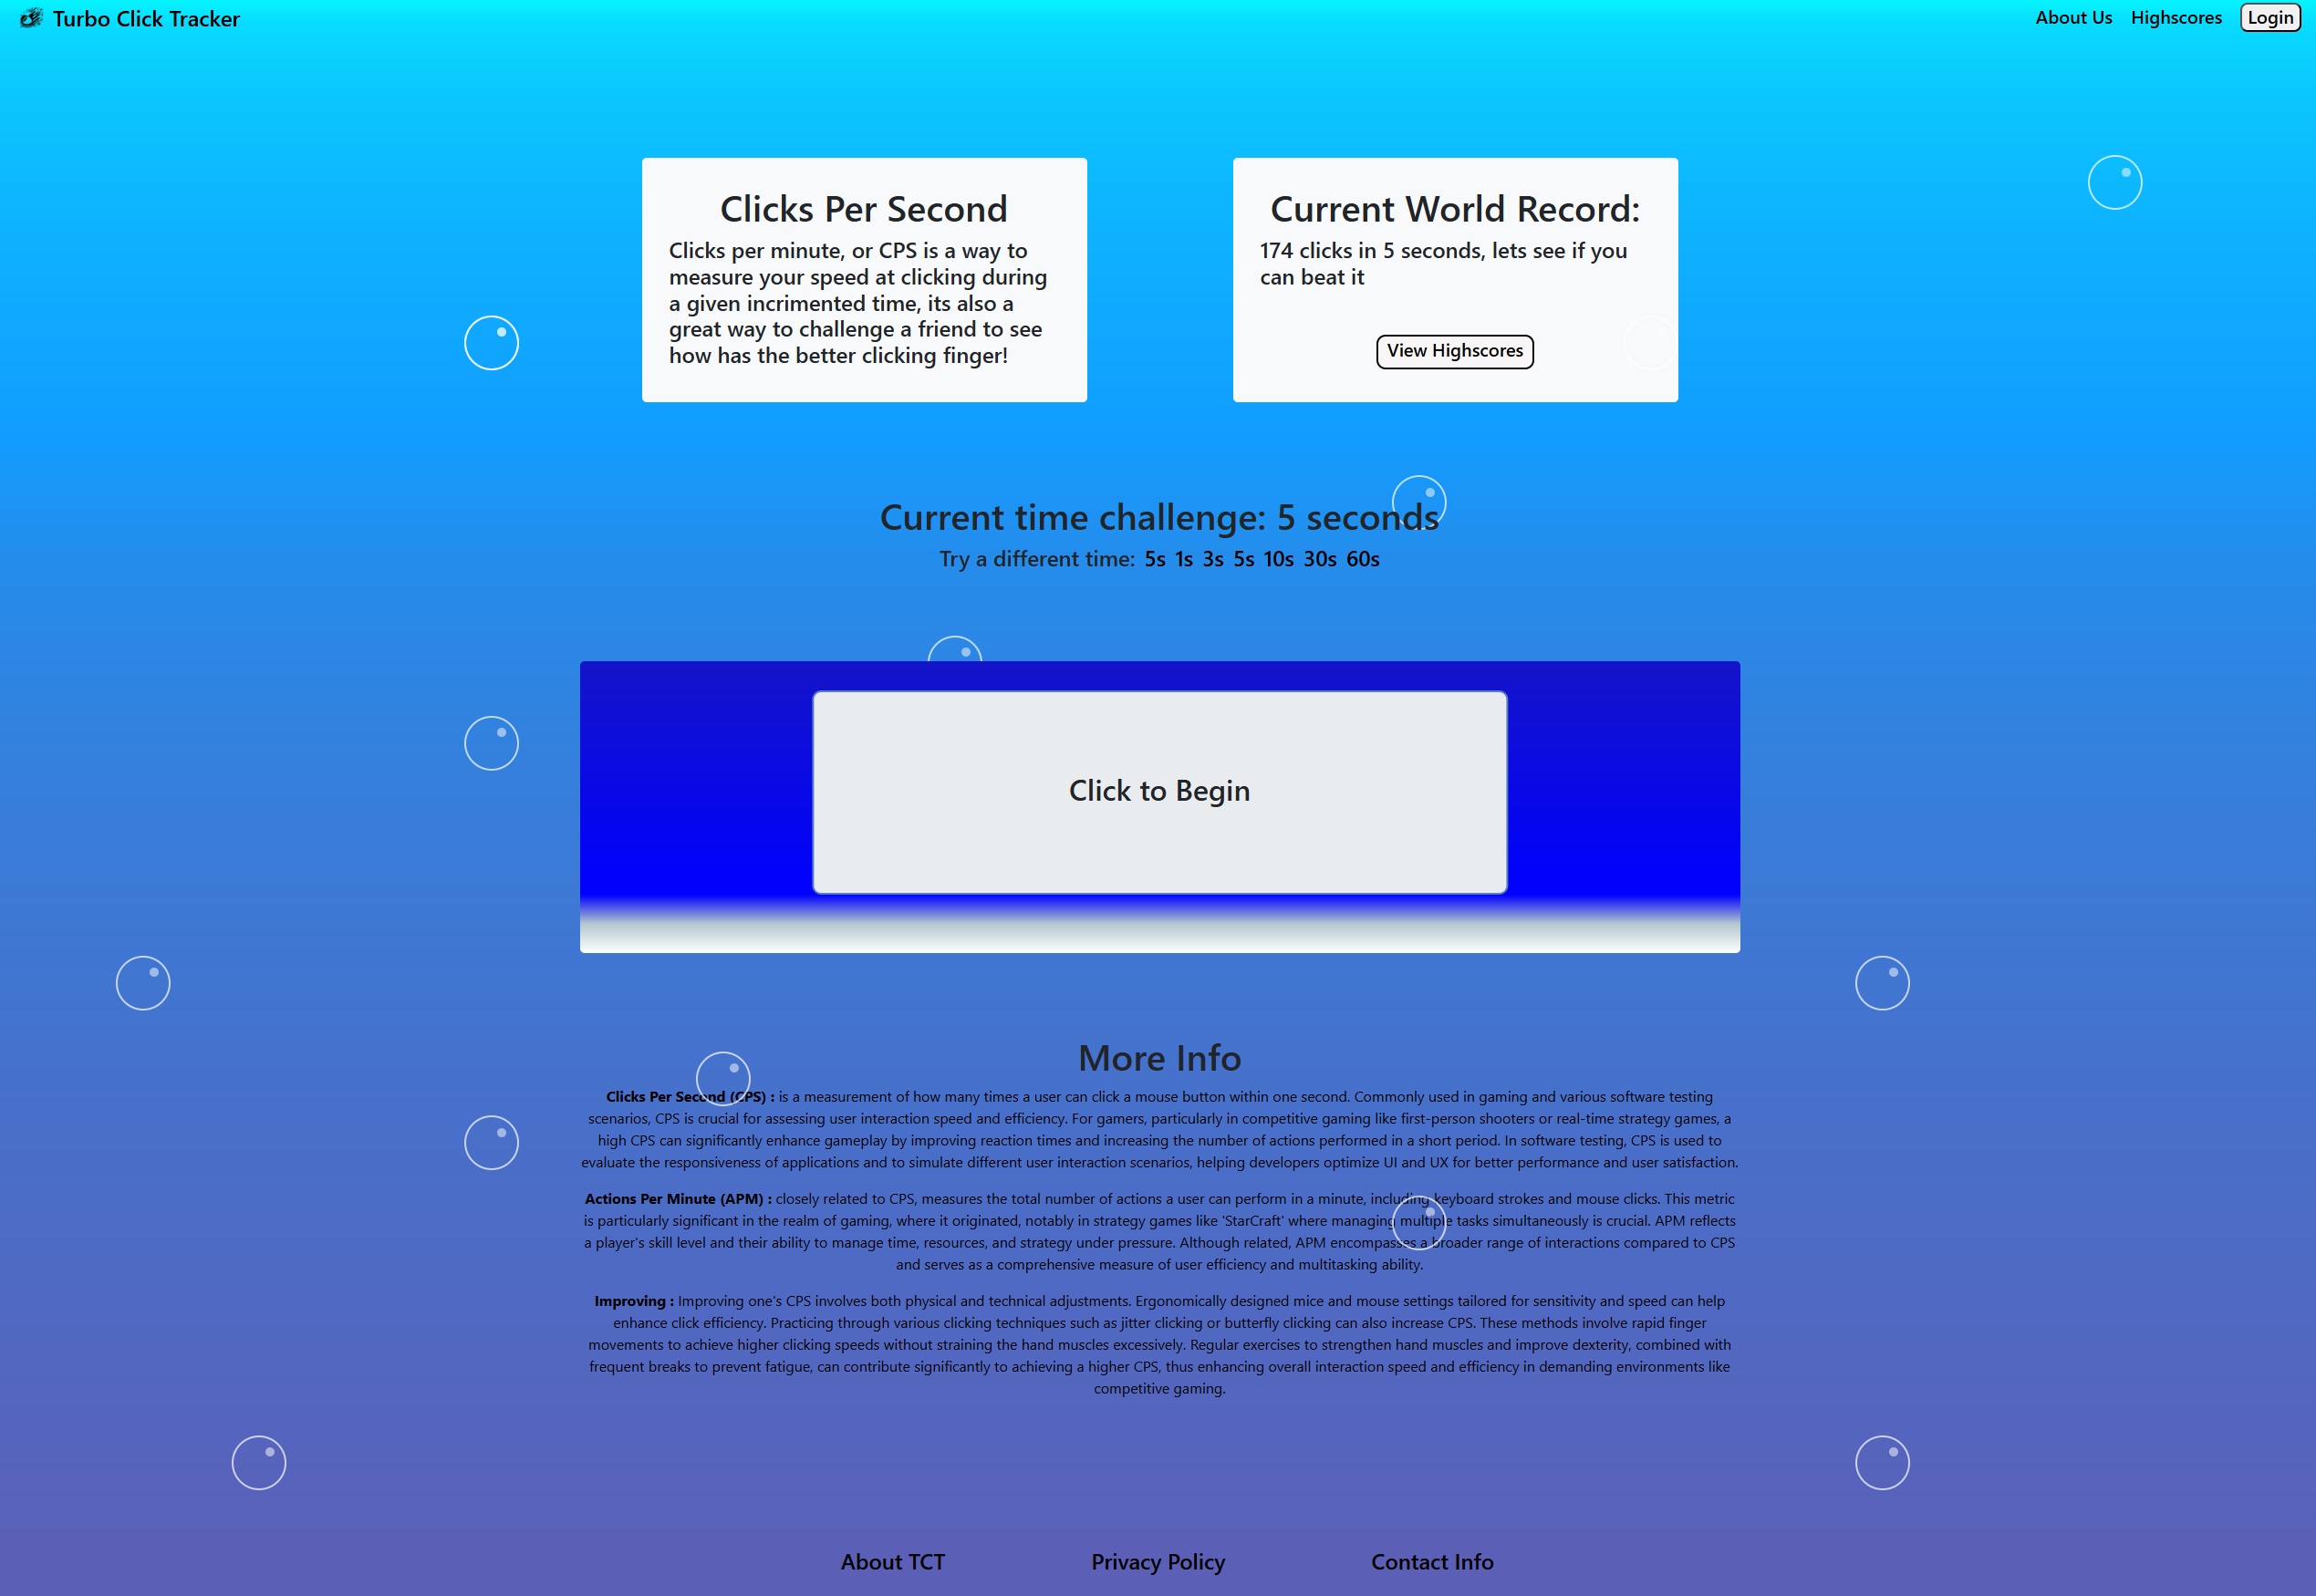 Turbo Click Tracker
About Us Highscores Login
Clicks Per Second
Clicks per minute, or CPS is a way to
measure your speed at clicking during
a given incrimented time, its also a
great way to challenge a friend to see
how has the better clicking finger!
Current World Record:
174 clicks in 5 seconds, lets see if you
can beat it
View Highscores
Current time challenge: 5 seconds
Try a different time: 5s 1s 3s 5s 10s 30s 60s
Click to Begin
More Info
Clicks Per Second (CPS) : is a measurement of how many times a user can click a mouse button within one second. Commonly used in gaming and various software testing
scenarios, CPS is crucial for assessing user interaction speed and efficiency. For gamers, particularly in competitive gaming like first-person shooters or real-time strategy games, a
high CPS can significantly enhance gameplay by improving reaction times and increasing the number of actions performed in a short period. In software testing, CPS is used to
evaluate the responsiveness of applications and to simulate different user interaction scenarios, helping developers optimize UI and UX for better performance and user satisfaction.
Actions Per Minute (APM) : closely related to CPS, measures the total number of actions a user can perform in a minute, including keyboard strokes and mouse clicks. This metric
is particularly significant in the realm of gaming, where it originated, notably in strategy games like 'StarCraft' where managing multiple tasks simultaneously is crucial. APM reflects
a player's skill level and their ability to manage time, resources, and strategy under pressure. Although related, APM encompasses a broader range of interactions compared to CPS
and serves as a comprehensive measure of user efficiency and multitasking ability.
Improving : Improving one's CPS involves both physical and technical adjustments. Ergonomically designed mice and mouse settings tailored for sensitivity and speed can help
enhance click efficiency. Practicing through various clicking techniques such as jitter clicking or butterfly clicking can also increase CPS. These methods involve rapid finger
movements to achieve higher clicking speeds without straining the hand muscles excessively. Regular exercises to strengthen hand muscles and improve dexterity, combined with
frequent breaks to prevent fatigue, can contribute significantly to achieving a higher CPS, thus enhancing overall interaction speed and efficiency in demanding environments like
competitive gaming.
About TCT Privacy Policy Contact Info